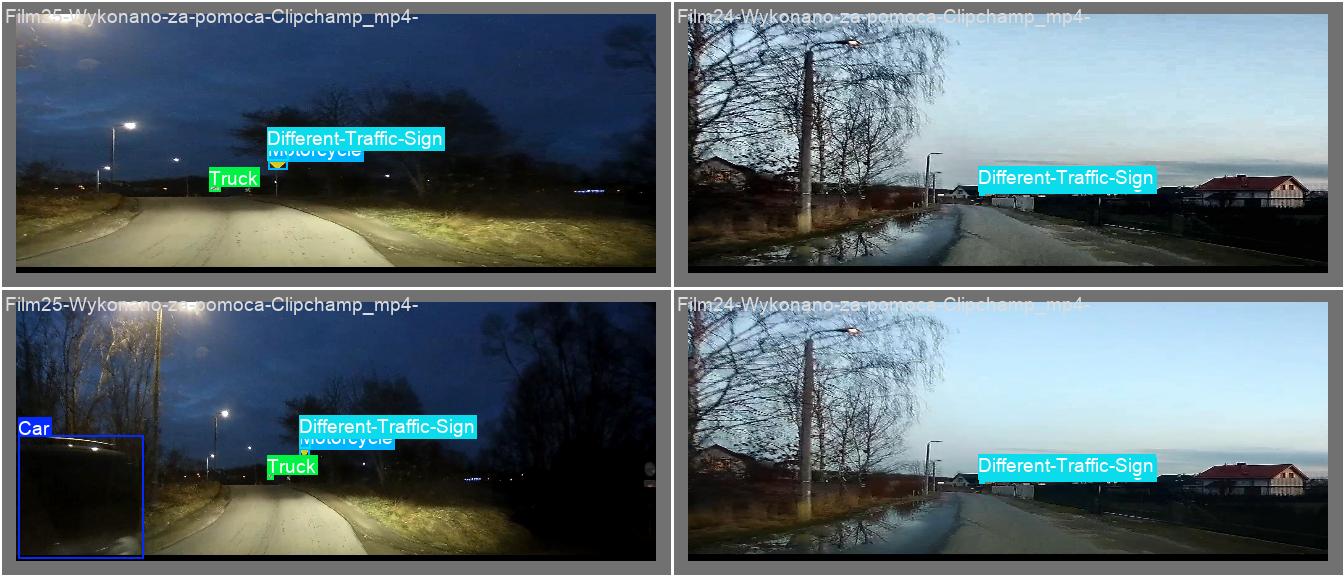 Film25-Wykonano-za-pomoca-Clipchamp_mp4-
Different-Traffic-Sign
Motorcycle
Truck
Film24-Wykonano-za-pomoca-Clipchamp_mp4-
Different-Traffic-Sign
Film25-Wykonano-za-pomoca-Clipchamp_mp4-
Car
Different-Traffic-Sign
Motorcycle
Truck
Film24-Wykonano-za-pomoca-Clipchamp_mp4-
Different-Traffic-Sign